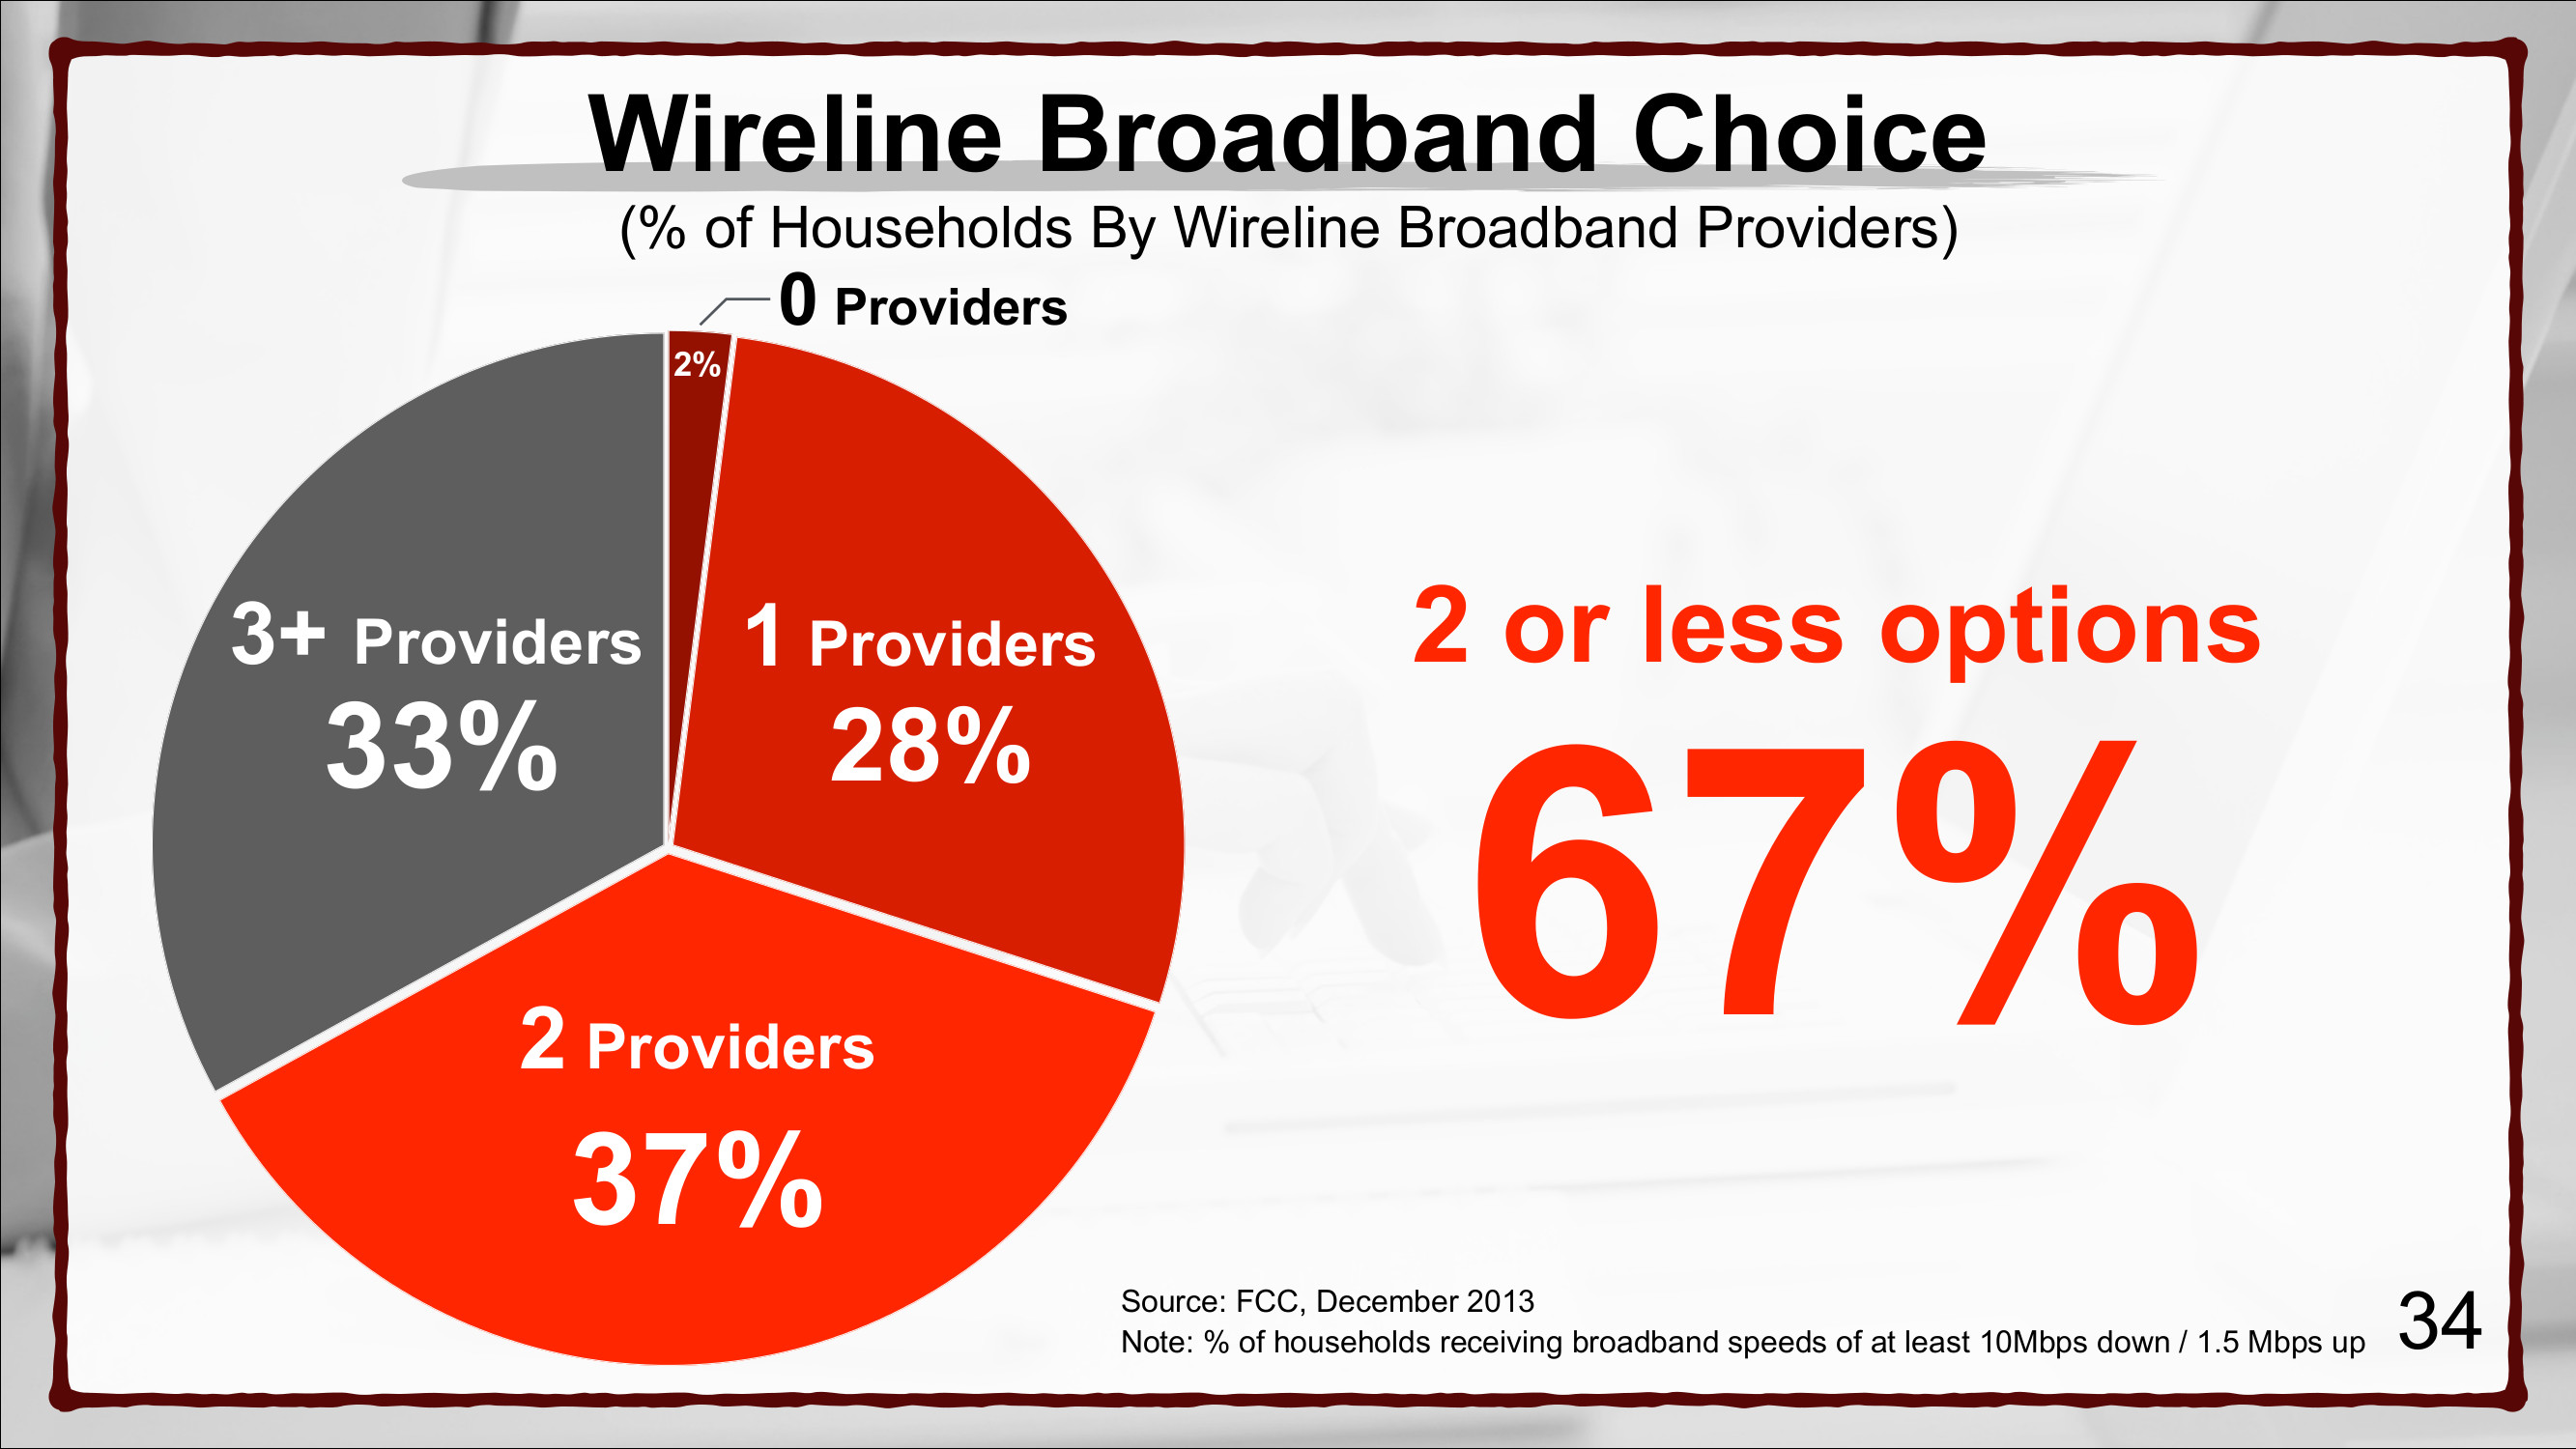 Wireline Broadband Choice
(% of Households By Wireline Broadband Providers)
0 Providers
2%
3+ Providers
33%
1 Providers
28%
2 Providers
37%
2 or less options
67%
Source: FCC, December 2013
Note: % of households receiving broadband speeds of at least 10Mbps down / 1.5 Mbps up
34